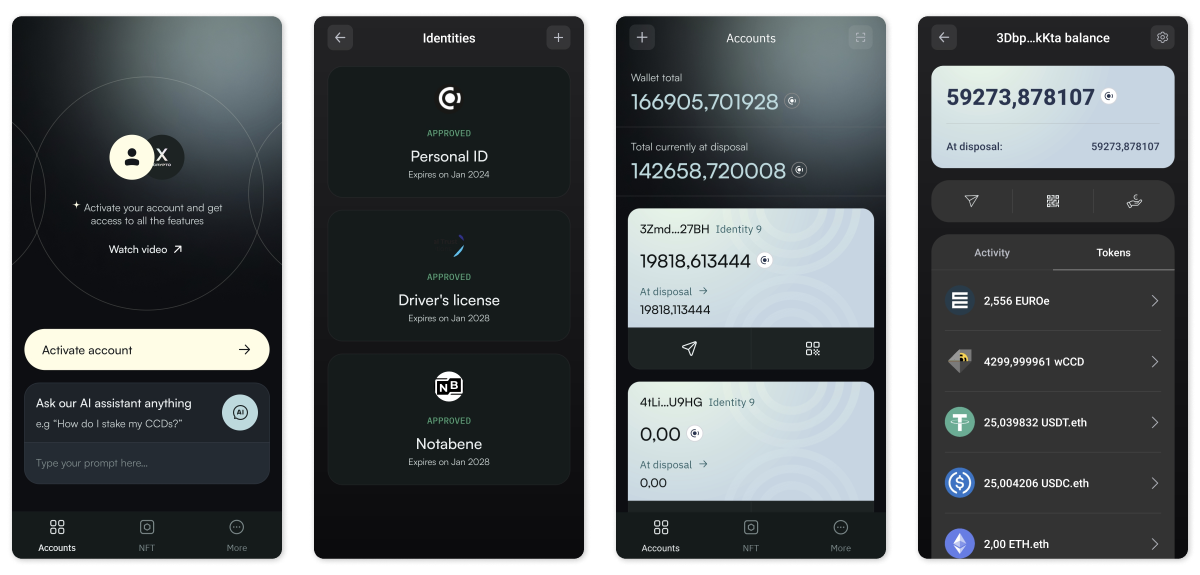 X
CRYPTO
Activate your account and get
access to all the features
Watch video
Activate account
Ask our AI assistant anything
AI
e.g “How do I stake my CCDs?”
Type your prompt here...
Accounts
NFT
More
Identities
APPROVED
Personal ID
Expires on Jan 2024
APPROVED
Driver's license
Expires on Jan 2028
NB
APPROVED
Notabene
Expires on Jan 2028
Accounts
Wallet total
166905,701928
Total currently at disposal
142658,720008
3Zmd...27BH Identity 9
19818,613444
At disposal
19818,113444
4tLi...U9HG Identity 9
0,00
At disposal
0,00
Accounts
NFT
More
3Dbp...kKta balance
59273,878107
At disposal: 59273,878107
Activity
Tokens
2,556 EUROe
4299,999961 wCCD
25,039832 USDT.eth
25,004206 USDC.eth
2,00 ETH.eth